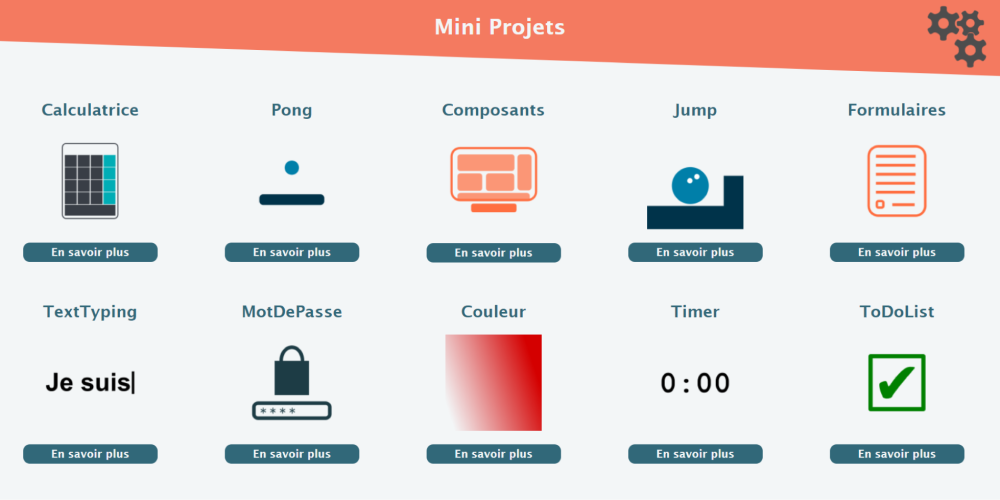 Mini Projets
Calculatrice
Pong
Composants
Jump
Formulaires
En savoir plus
En savoir plus
En savoir plus
En savoir plus
En savoir plus
TextTyping
MotDePasse
Couleur
Timer
ToDoList
Je suis|
****
0:00
En savoir plus
En savoir plus
En savoir plus
En savoir plus
En savoir plus